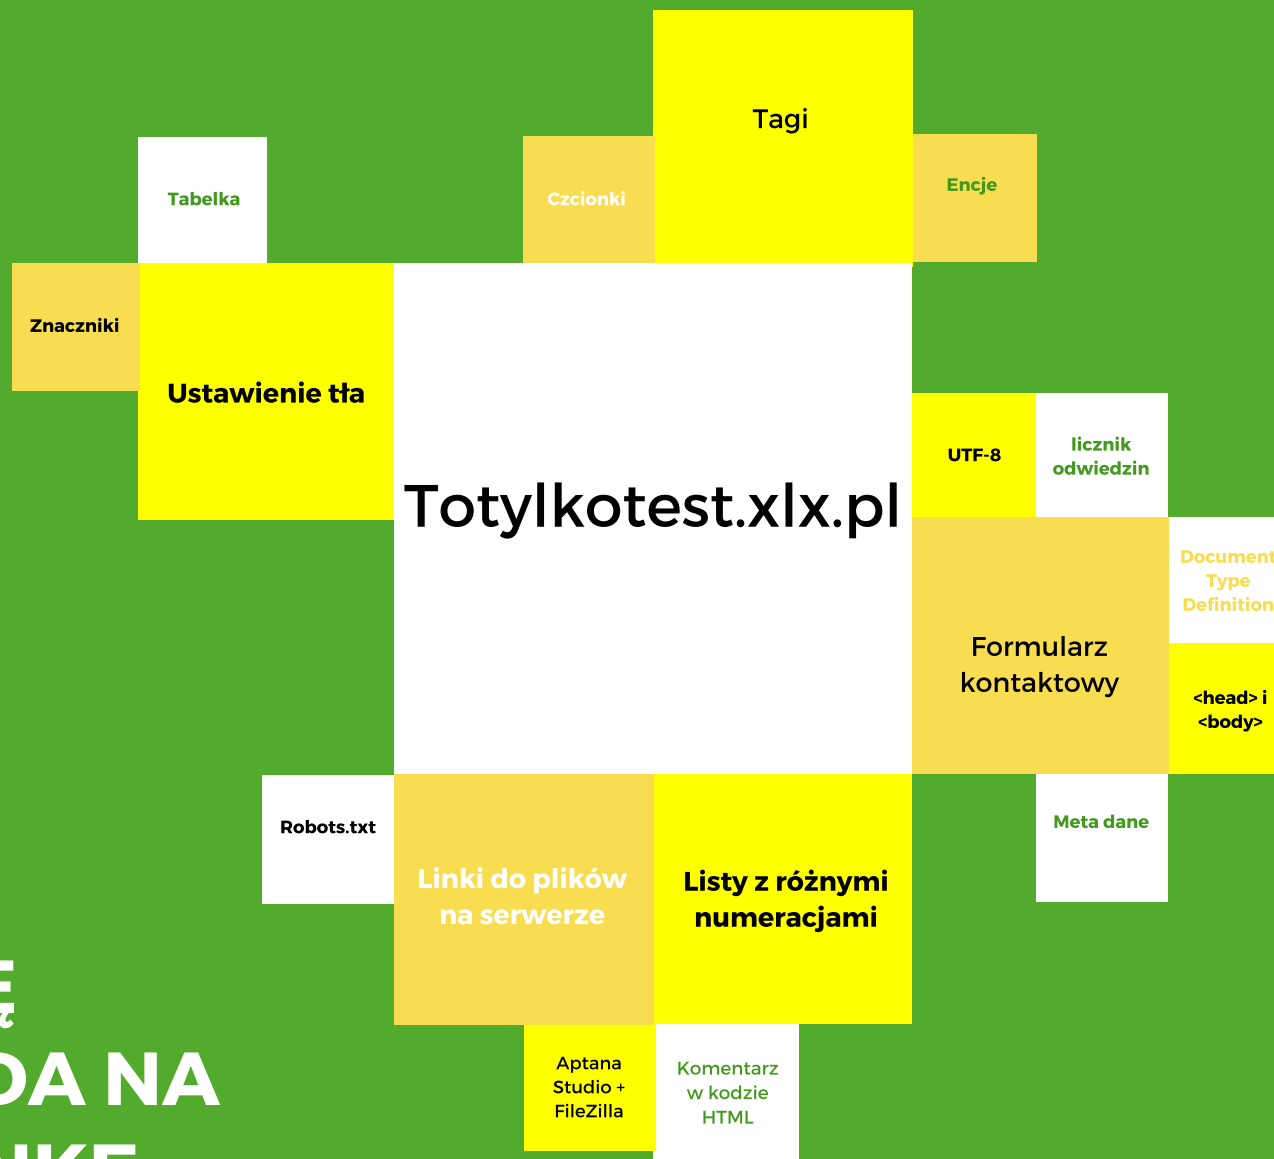 Tagi
Tabelka
Czcionki
Encje
Znaczniki
Ustawienie tła
UTF-8
licznik
odwiedzin
Totylkotest.xlx.pl
Document
Type
Definition
Formularz
kontaktowy
<head> i
<body>
Robots.txt
Meta dane
Linki do plików
na serwerze
Listy z różnymi
numeracjami
Aptana
Studio +
FileZilla
Komentarz
w kodzie
HTML
NA